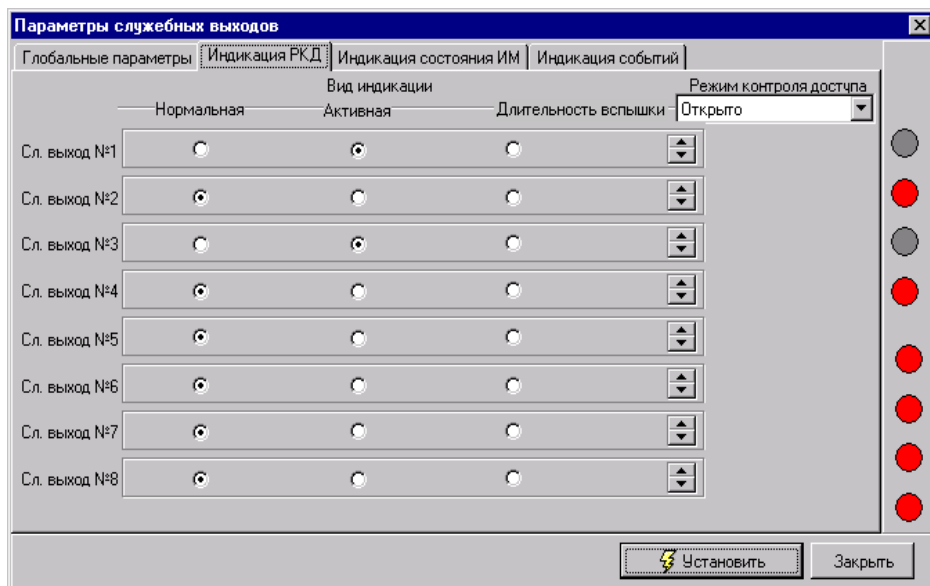 Параметры служебных выходов
Глобальные параметры Индикация РКД Индикация состояния ИМ Индикация событий
Вид индикации Режим контроля доступа
Нормальная Активная Длительность вспышки Открыто
Сл. выход №1
Сл. выход №2
Сл. выход №3
Сл. выход №4
Сл. выход №5
Сл. выход №6
Сл. выход №7
Сл. выход №8
Установить Закрыть